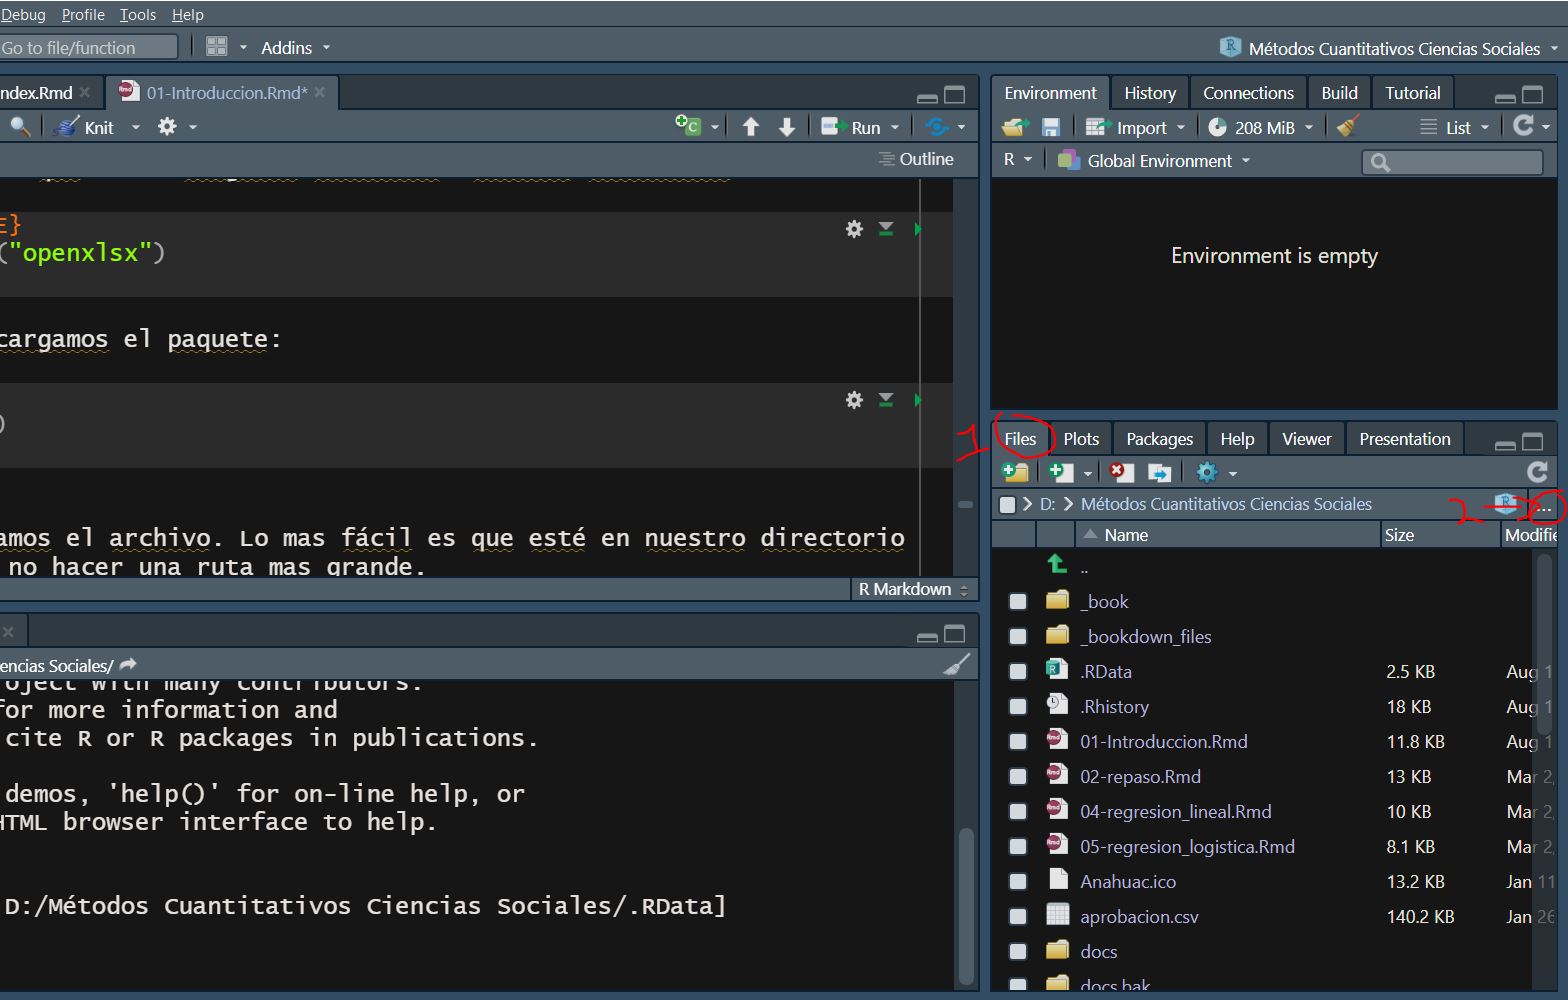 Debug Profile Tools Help
Go to file/function Addins Métodos Cuantitativos Ciencias Sociales
ndex.Rmd 01-Introduccion.Rmd*
Knit Run
Outline
E}
("openxlsx")
cargamos el paquete:
)
amos el archivo. Lo mas fácil es que esté en nuestro directorio
no hacer una ruta mas grande.
R Markdown
encias Sociales/
oject with many contributors.
for more information and
cite R or R packages in publications.
demos, 'help()' for on-line help, or
HTML browser interface to help.
D:/Métodos Cuantitativos Ciencias Sociales/.RData]
Environment History Connections Build Tutorial
Import 208 MiB List
R Global Environment
Environment is empty
1 Files Plots Packages Help Viewer Presentation
D: Métodos Cuantitativos Ciencias Sociales 2 ...
Name Size Modifie
..
_book
_bookdown_files
.RData 2.5 KB Aug 1
.Rhistory 18 KB Aug 1
01-Introduccion.Rmd 11.8 KB Aug 1
02-repaso.Rmd 13 KB Mar 2,
04-regresion_lineal.Rmd 10 KB Mar 2,
05-regresion_logistica.Rmd 8.1 KB Mar 2,
Anahuac.ico 13.2 KB Jan 11
aprobacion.csv 140.2 KB Jan 26
docs
docs.bak